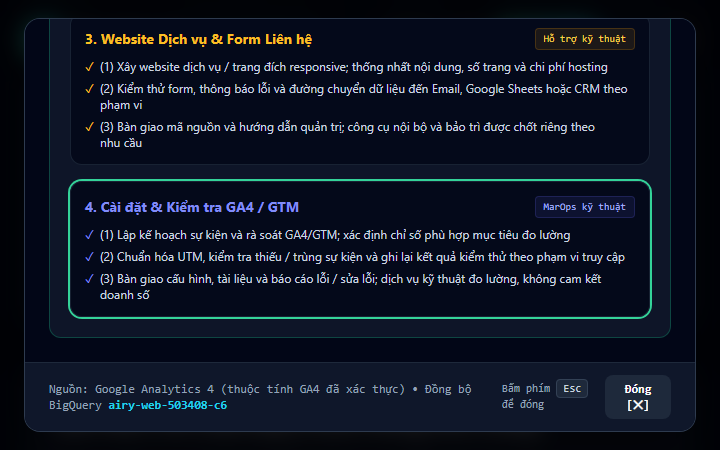 3. Website Dịch vụ & Form Liên hệ
Hỗ trợ kỹ thuật
✓ (1) Xây website dịch vụ / trang đích responsive; thống nhất nội dung, số trang và chi phí hosting
✓ (2) Kiểm thử form, thông báo lỗi và đường chuyển dữ liệu đến Email, Google Sheets hoặc CRM theo
phạm vi
✓ (3) Bàn giao mã nguồn và hướng dẫn quản trị; công cụ nội bộ và bảo trì được chốt riêng theo
nhu cầu
4. Cài đặt & Kiểm tra GA4 / GTM
MarOps kỹ thuật
✓ (1) Lập kế hoạch sự kiện và rà soát GA4/GTM; xác định chỉ số phù hợp mục tiêu đo lường
✓ (2) Chuẩn hóa UTM, kiểm tra thiếu / trùng sự kiện và ghi lại kết quả kiểm thử theo phạm vi truy cập
✓ (3) Bàn giao cấu hình, tài liệu và báo cáo lỗi / sửa lỗi; dịch vụ kỹ thuật đo lường, không cam kết
doanh số
Nguồn: Google Analytics 4 (thuộc tính GA4 đã xác thực) • Đồng bộ
BigQuery airy-web-503408-c6
Bấm phím Esc
để đóng
Đóng
[✕]